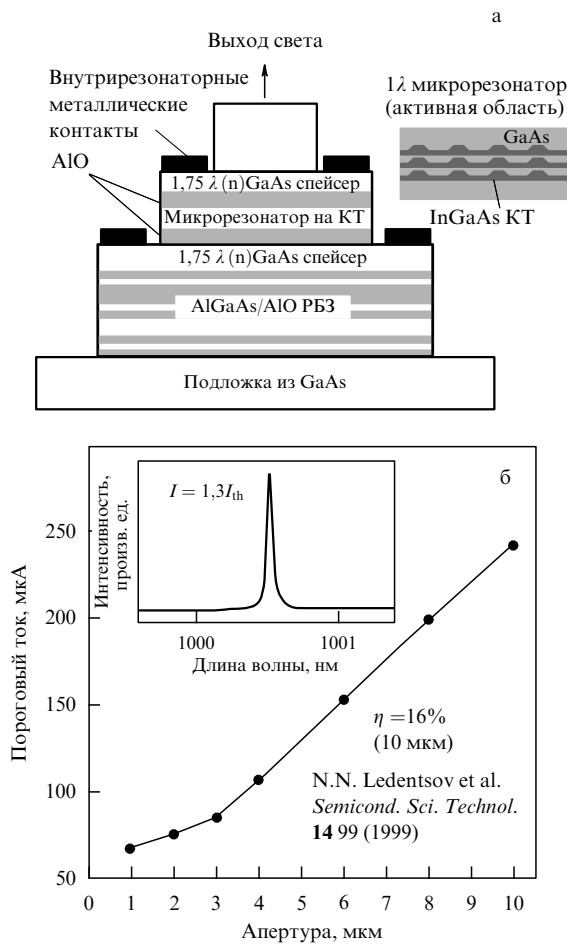 а
Выход света
Внутрирезонаторные
металлические
контакты
AlO
1λ микрорезонатор
(активная область)
GaAs
InGaAs КТ
1,75 λ (n)GaAs спейсер
Микрорезонатор на КТ
1,75 λ (n)GaAs спейсер
AlGaAs/AlO РБЗ
Подложка из GaAs
б
Интенсивность,
произв. ед.
I = 1,3I_th
1000
1001
Длина волны, нм
Пороговый ток, мкА
250
200
150
100
50
η =16%
(10 мкм)
N.N. Ledentsov et al.
Semicond. Sci. Technol.
14 99 (1999)
0 1 2 3 4 5 6 7 8 9 10
Апертура, мкм